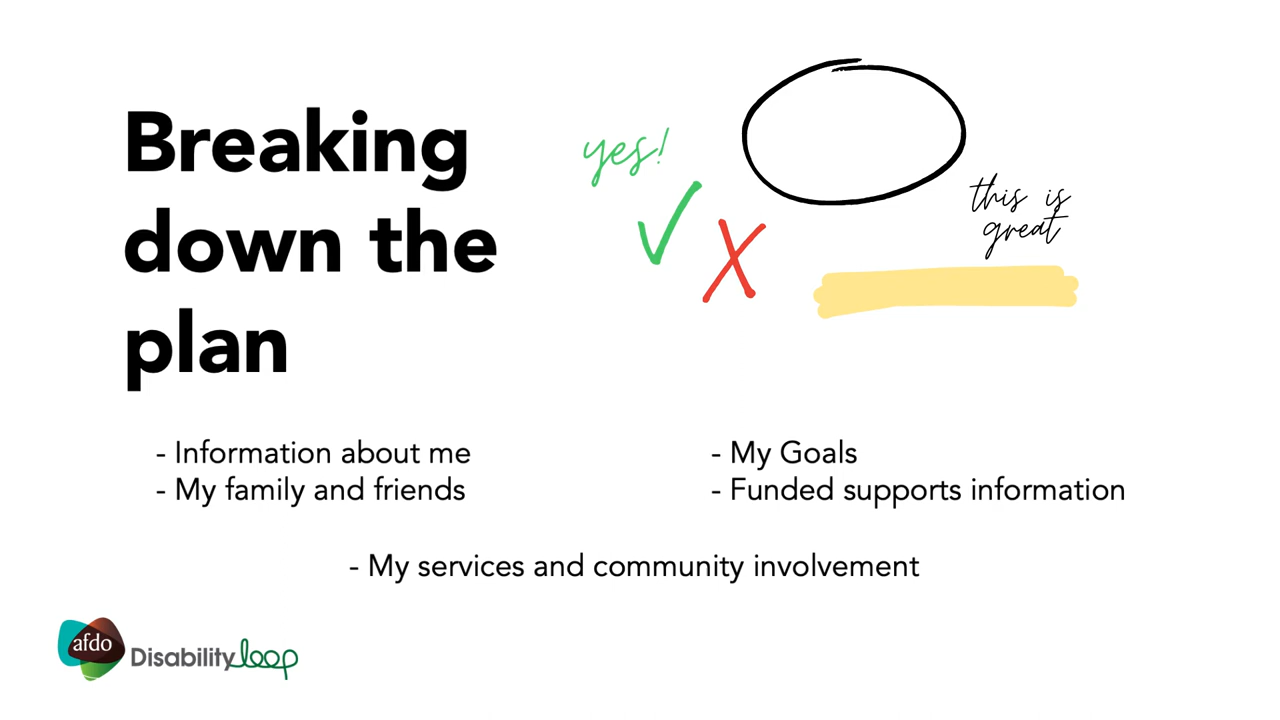 Breaking
down the
plan
yes!
this is
great
- Information about me
- My family and friends
- My Goals
- Funded supports information
- My services and community involvement
afdo
Disability loop